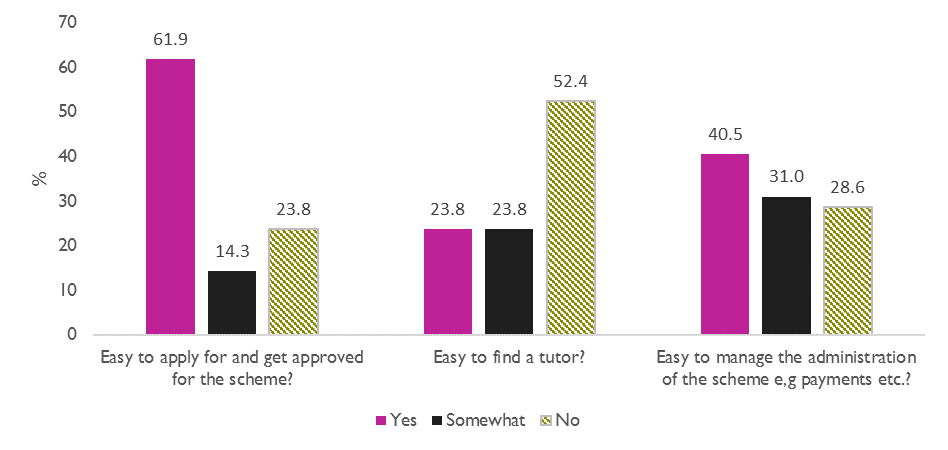 70
60
50
40
30
20
10
0
%
61.9
14.3
23.8
23.8
23.8
52.4
40.5
31.0
28.6
Easy to apply for and get approved
for the scheme?
Easy to find a tutor?
Easy to manage the administration
of the scheme e,g payments etc.?
Yes
Somewhat
No